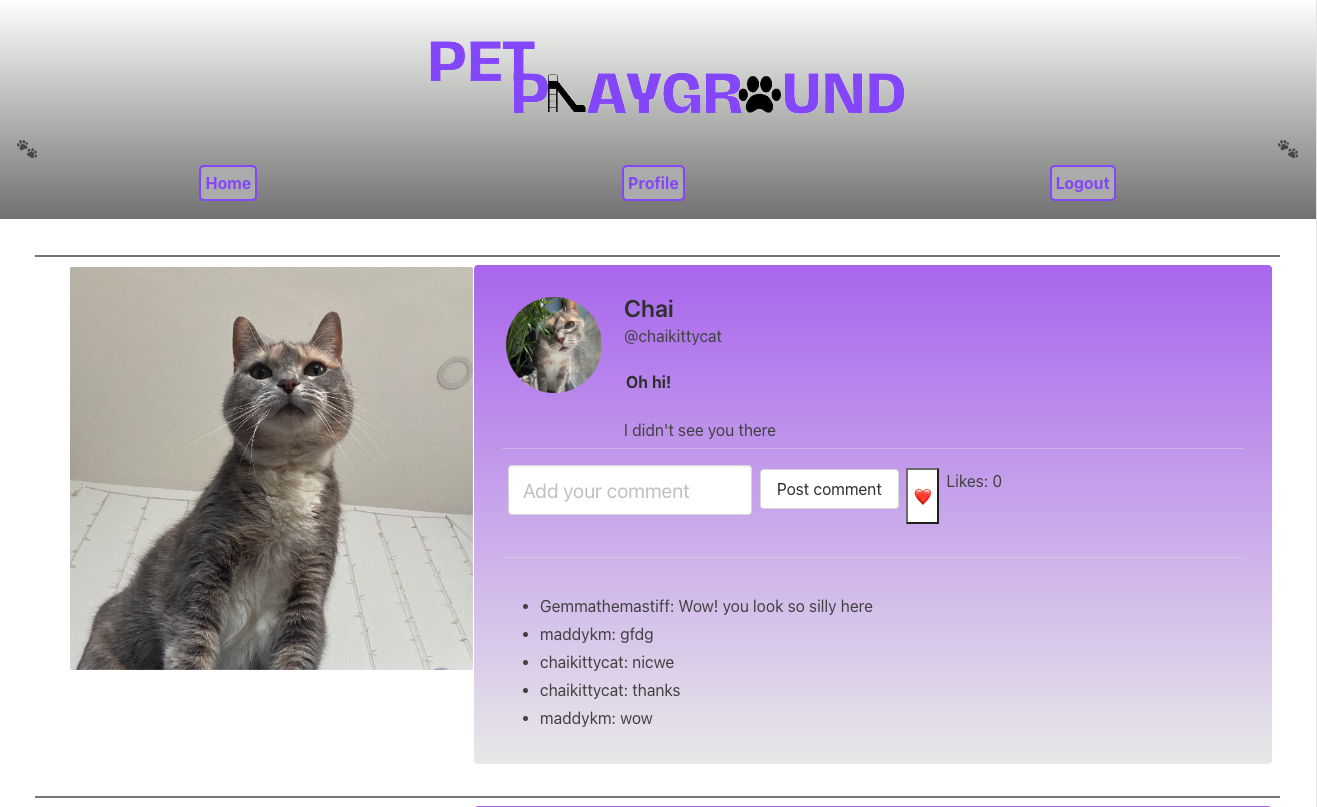 PET
PLAYGROUND
Home Profile Logout
Chai
@chaikittycat
Oh hi!
I didn't see you there
Add your comment Post comment Likes: 0
Gemmathemastiff: Wow! you look so silly here
maddykm: gfdg
chaikittycat: nicwe
chaikittycat: thanks
maddykm: wow